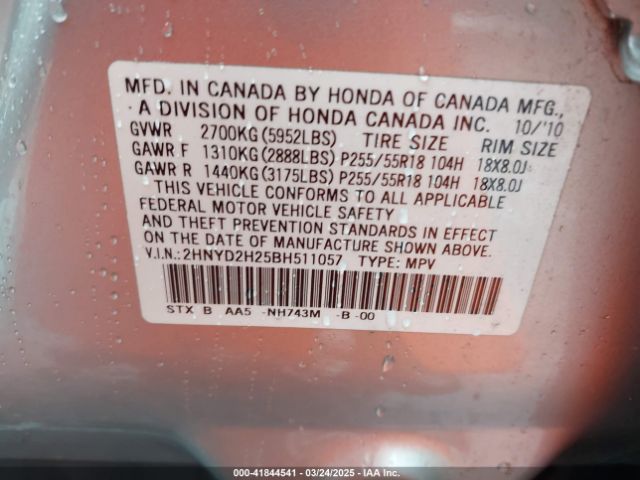 MFD. IN CANADA BY HONDA OF CANADA MFG.,
A DIVISION OF HONDA CANADA INC. 10/'10
GVWR 2700KG(5952LBS) TIRE SIZE RIM SIZE
GAWR F 1310KG(2888LBS) P255/55R18 104H 18X8.0J
GAWR R 1440KG(3175LBS) P255/55R18 104H 18X8.0J
THIS VEHICLE CONFORMS TO ALL APPLICABLE
FEDERAL MOTOR VEHICLE SAFETY
AND THEFT PREVENTION STANDARDS IN EFFECT
ON THE DATE OF MANUFACTURE SHOWN ABOVE.
V.I.N.:2HNYD2H25BH511057 TYPE: MPV
STX B AA5 -NH743M -B-00
000-41844541 - 03/24/2025 - IAA Inc.